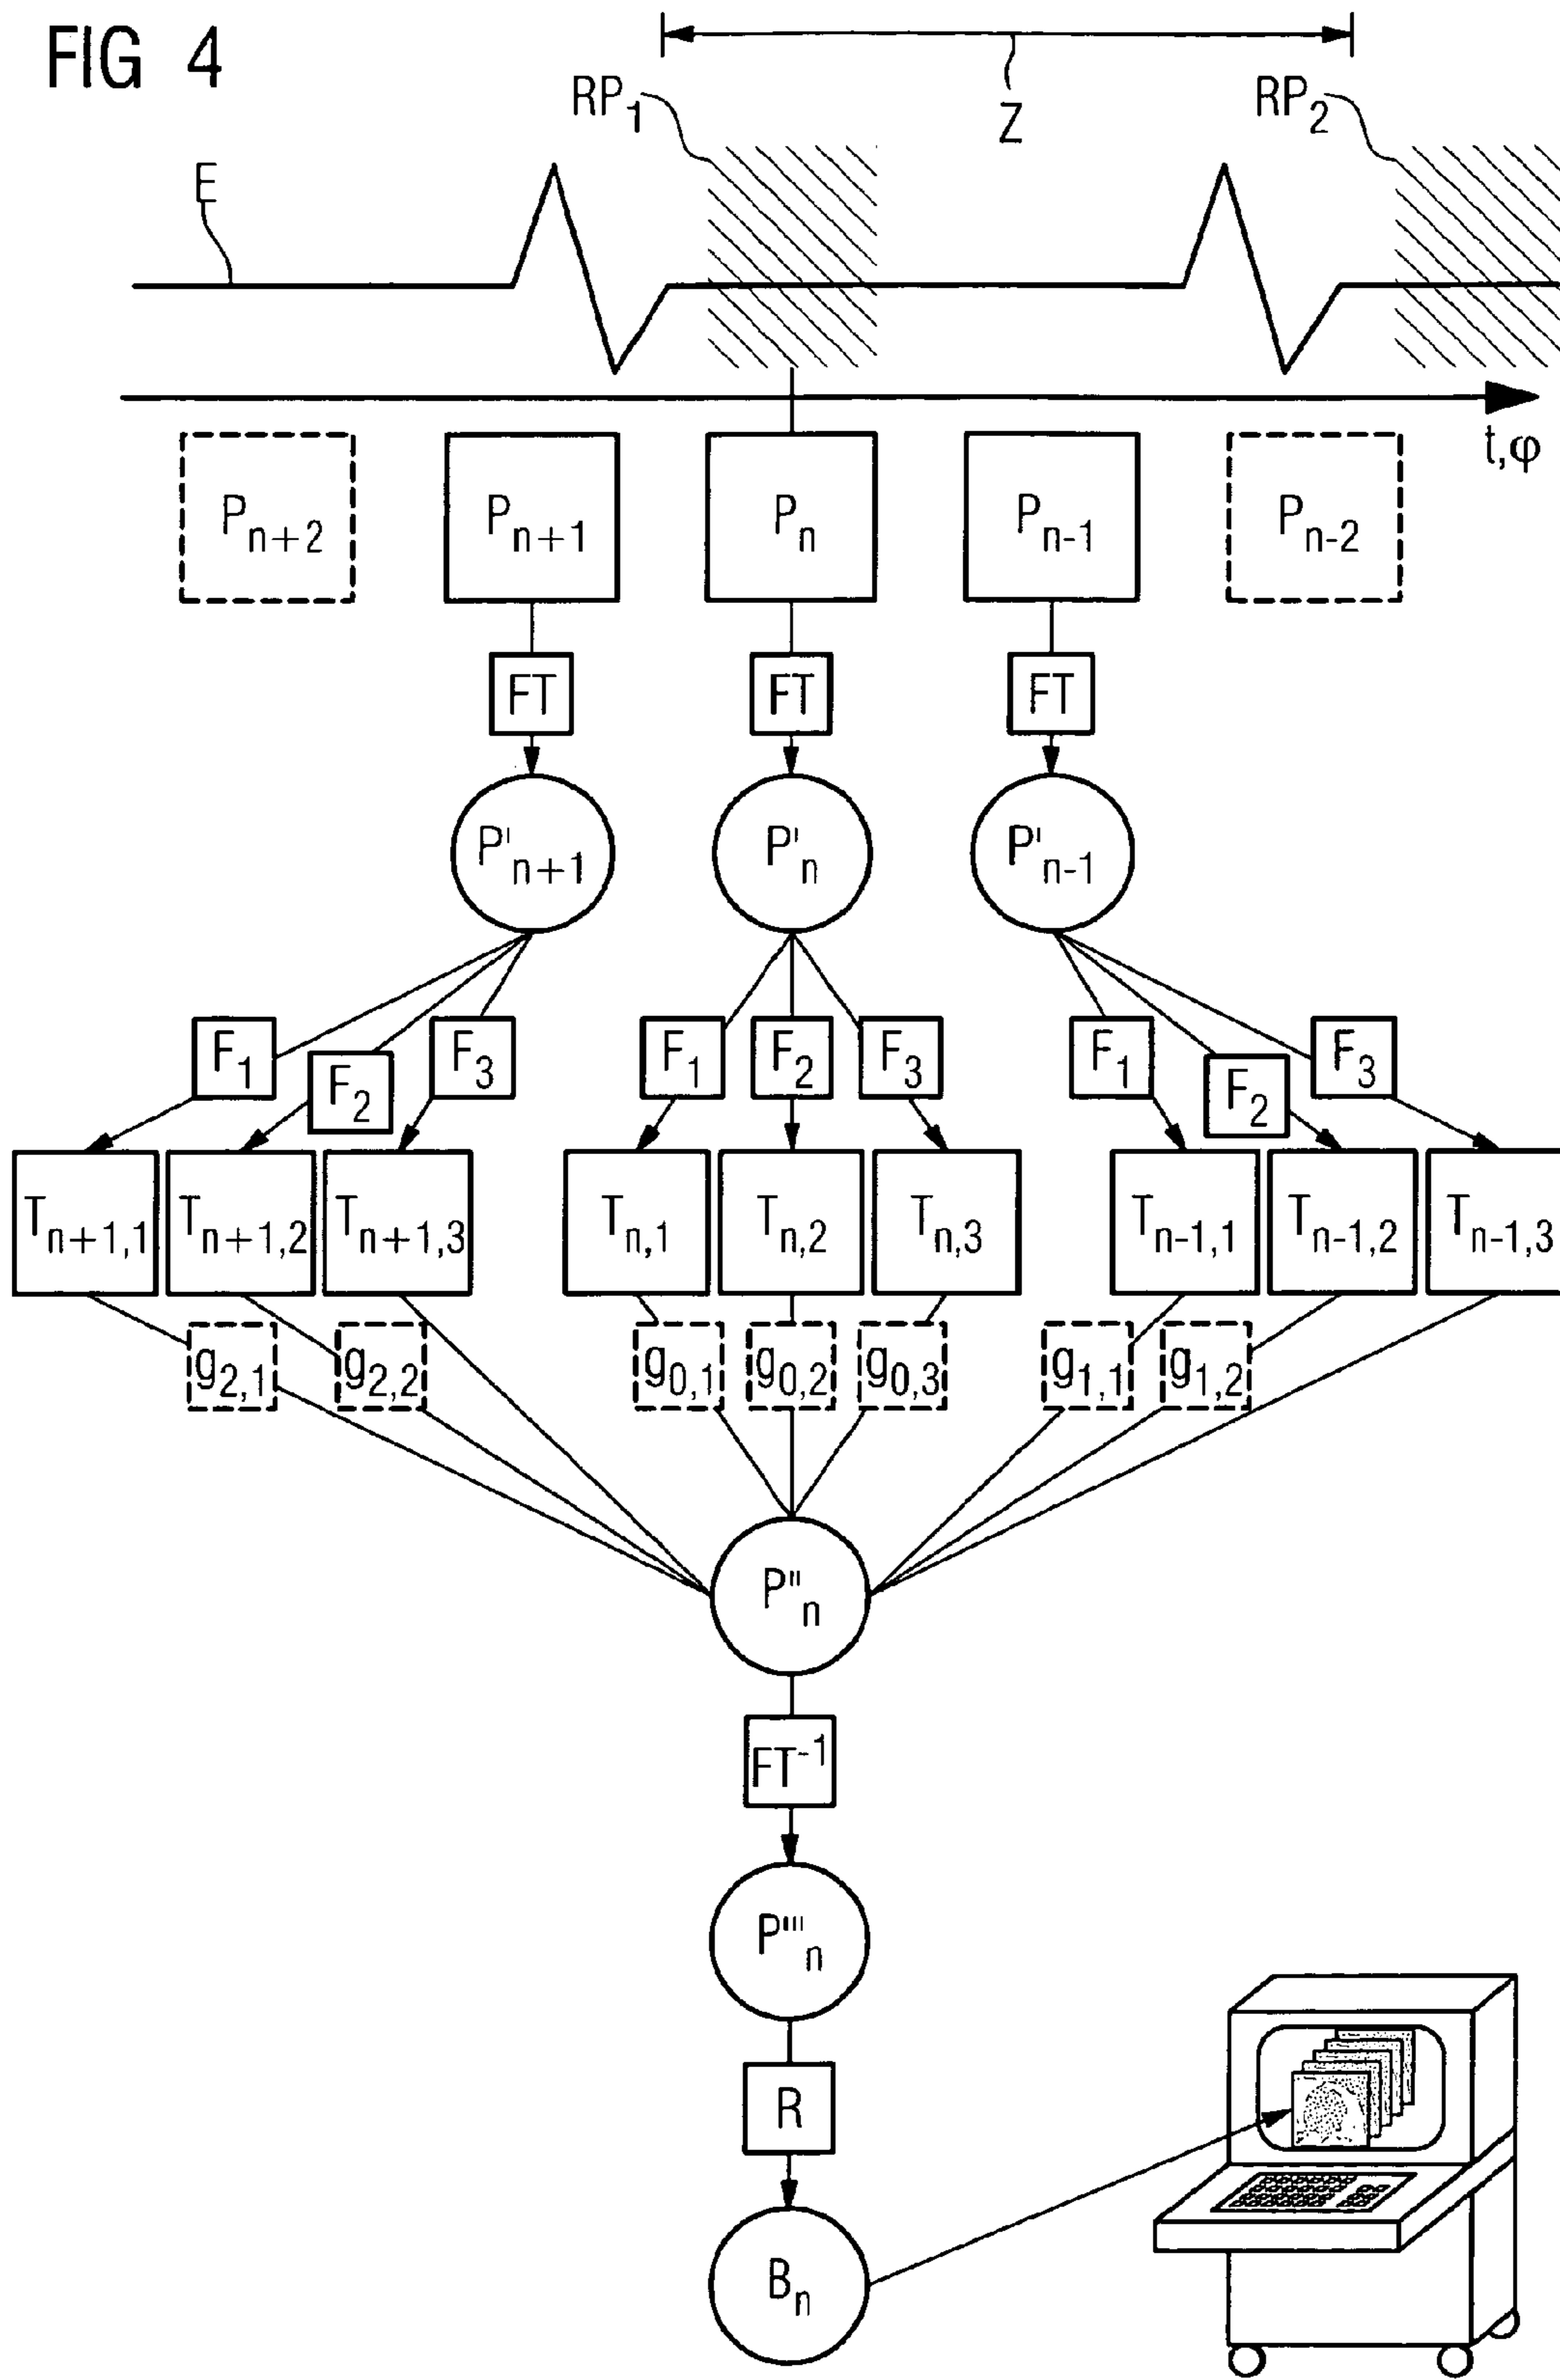 FIG 4
RP₁ Z RP₂
E
t,φ
Pₙ₊₂ Pₙ₊₁ Pₙ Pₙ₋₁ Pₙ₋₂
FT FT FT
P'ₙ₊₁ P'ₙ P'ₙ₋₁
F₁ F₂ F₃ F₁ F₂ F₃ F₁ F₂ F₃
Tₙ₊₁,₁ Tₙ₊₁,₂ Tₙ₊₁,₃ Tₙ,₁ Tₙ,₂ Tₙ,₃ Tₙ₋₁,₁ Tₙ₋₁,₂ Tₙ₋₁,₃
g₂,₁ g₂,₂ g₀,₁ g₀,₂ g₀,₃ g₁,₁ g₁,₂
P''ₙ
FT⁻¹
P'''ₙ
R
Bₙ